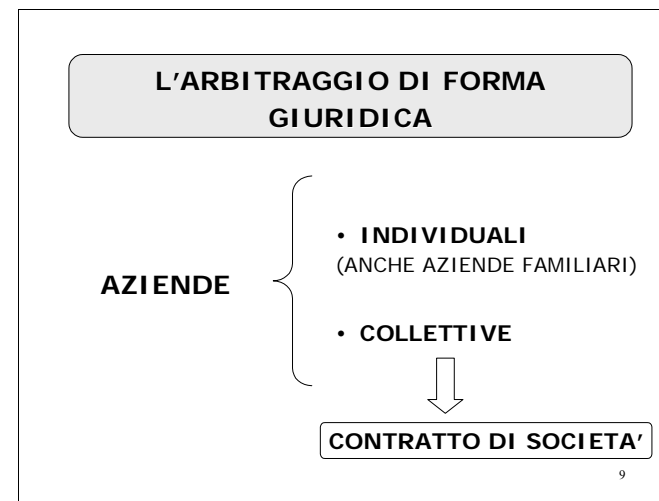 L'ARBITRAGGIO DI FORMA
GIURIDICA
AZIENDE
• INDIVIDUALI
(ANCHE AZIENDE FAMILIARI)
• COLLETTIVE
CONTRATTO DI SOCIETA'
9